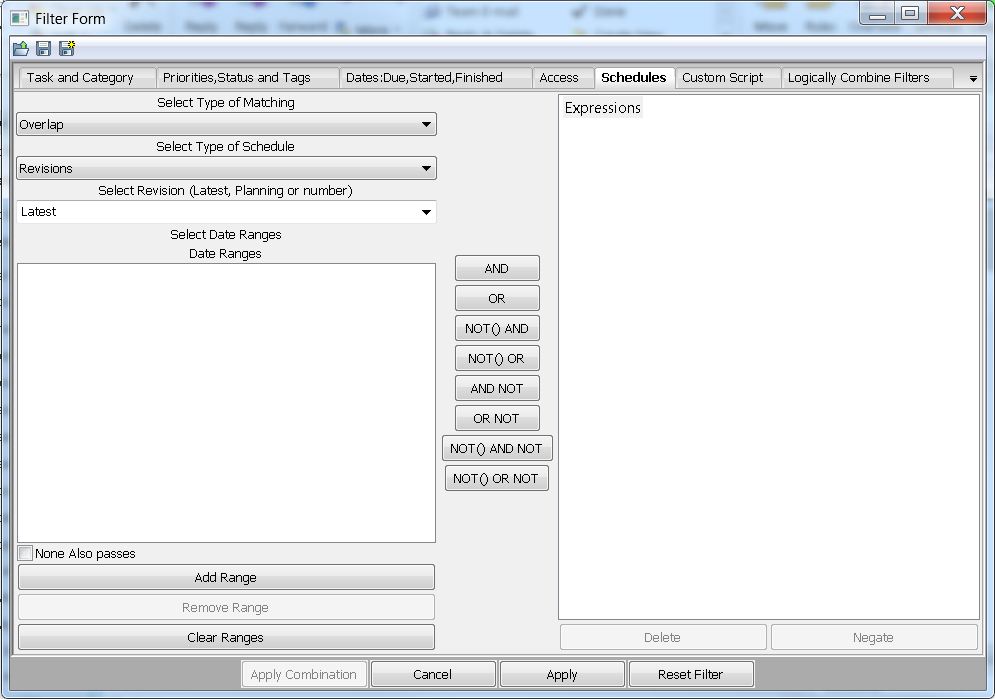 Filter Form
Task and Category
Priorities,Status and Tags
Dates:Due,Started,Finished
Access
Schedules
Custom Script
Logically Combine Filters
Select Type of Matching
Overlap
Select Type of Schedule
Revisions
Select Revision (Latest, Planning or number)
Latest
Select Date Ranges
Date Ranges
None Also passes
Add Range
Remove Range
Clear Ranges
AND
OR
NOT() AND
NOT() OR
AND NOT
OR NOT
NOT() AND NOT
NOT() OR NOT
Expressions
Delete
Negate
Apply Combination
Cancel
Apply
Reset Filter